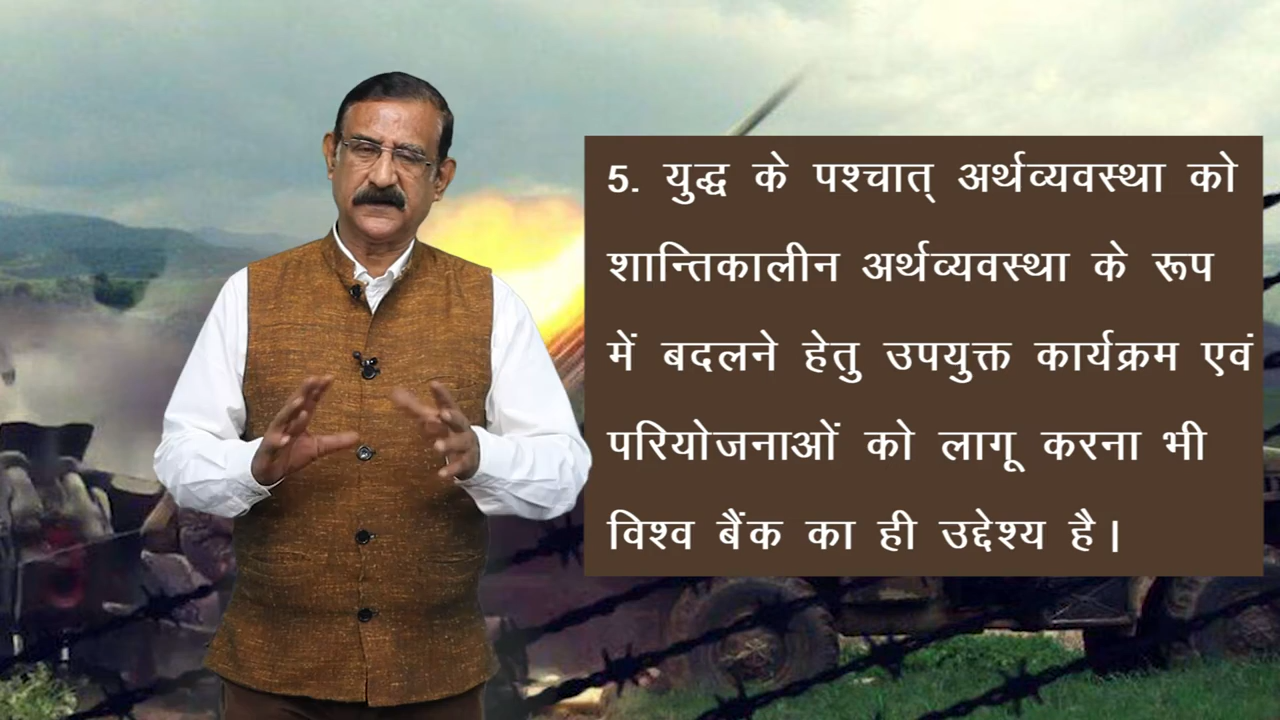 5. युद्ध के पश्चात् अर्थव्यवस्था को
शान्तिकालीन अर्थव्यवस्था के रूप
में बदलने हेतु उपयुक्त कार्यक्रम एवं
परियोजनाओं को लागू करना भी
विश्व बैंक का ही उद्देश्य है।